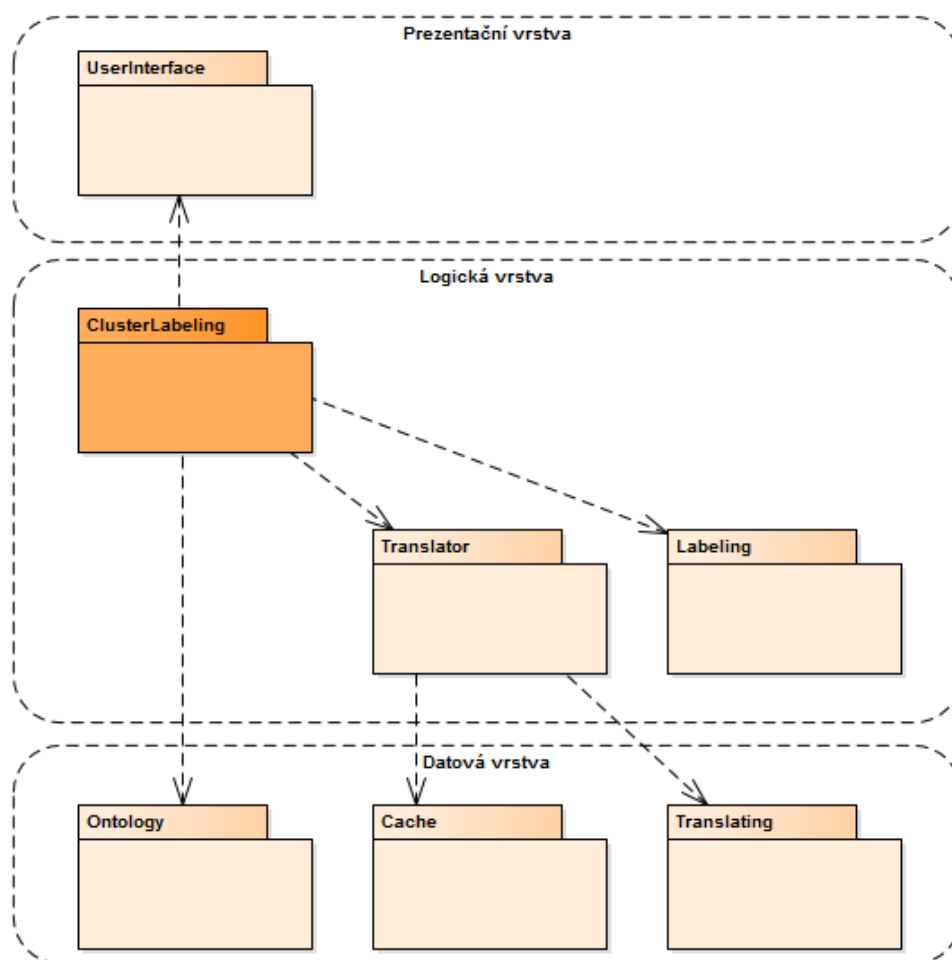 Prezentační vrstva
UserInterface
Logická vrstva
ClusterLabeling
Translator
Labeling
Datová vrstva
Ontology
Cache
Translating